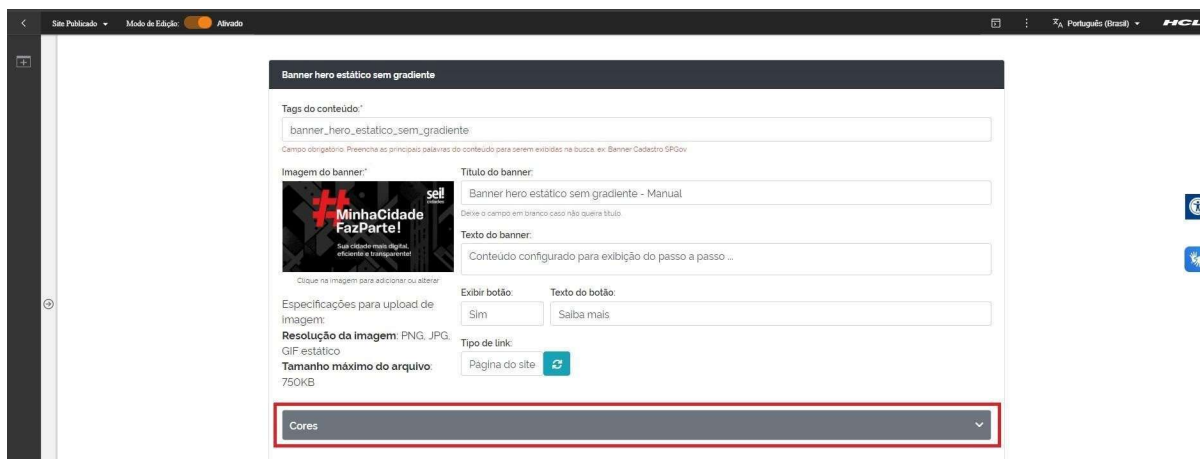 Site Publicado
Modo de Edição:
Ativado
Português (Brasil)
HCL
Banner hero estático sem gradiente
Tags do conteúdo:*
banner_hero_estatico_sem_gradiente
Campo obrigatório. Preencha as principais palavras do conteúdo para serem exibidas na busca. ex: Banner Cadastro SPGov
Imagem do banner:*
Título do banner:
#MinhaCidade
FazParte!
seil!
cidades
Sua cidade mais digital,
eficiente e transparente!
Banner hero estático sem gradiente - Manual
Deixe o campo em branco caso não queira título.
Texto do banner:
Conteúdo configurado para exibição do passo a passo ...
Clique na imagem para adicionar ou alterar
Exibir botão:
Texto do botão:
Sim
Saiba mais
Especificações para upload de
imagem:
Resolução da imagem: PNG, JPG,
GIF estático
Tamanho máximo do arquivo:
750KB
Tipo de link:
Página do site
Cores